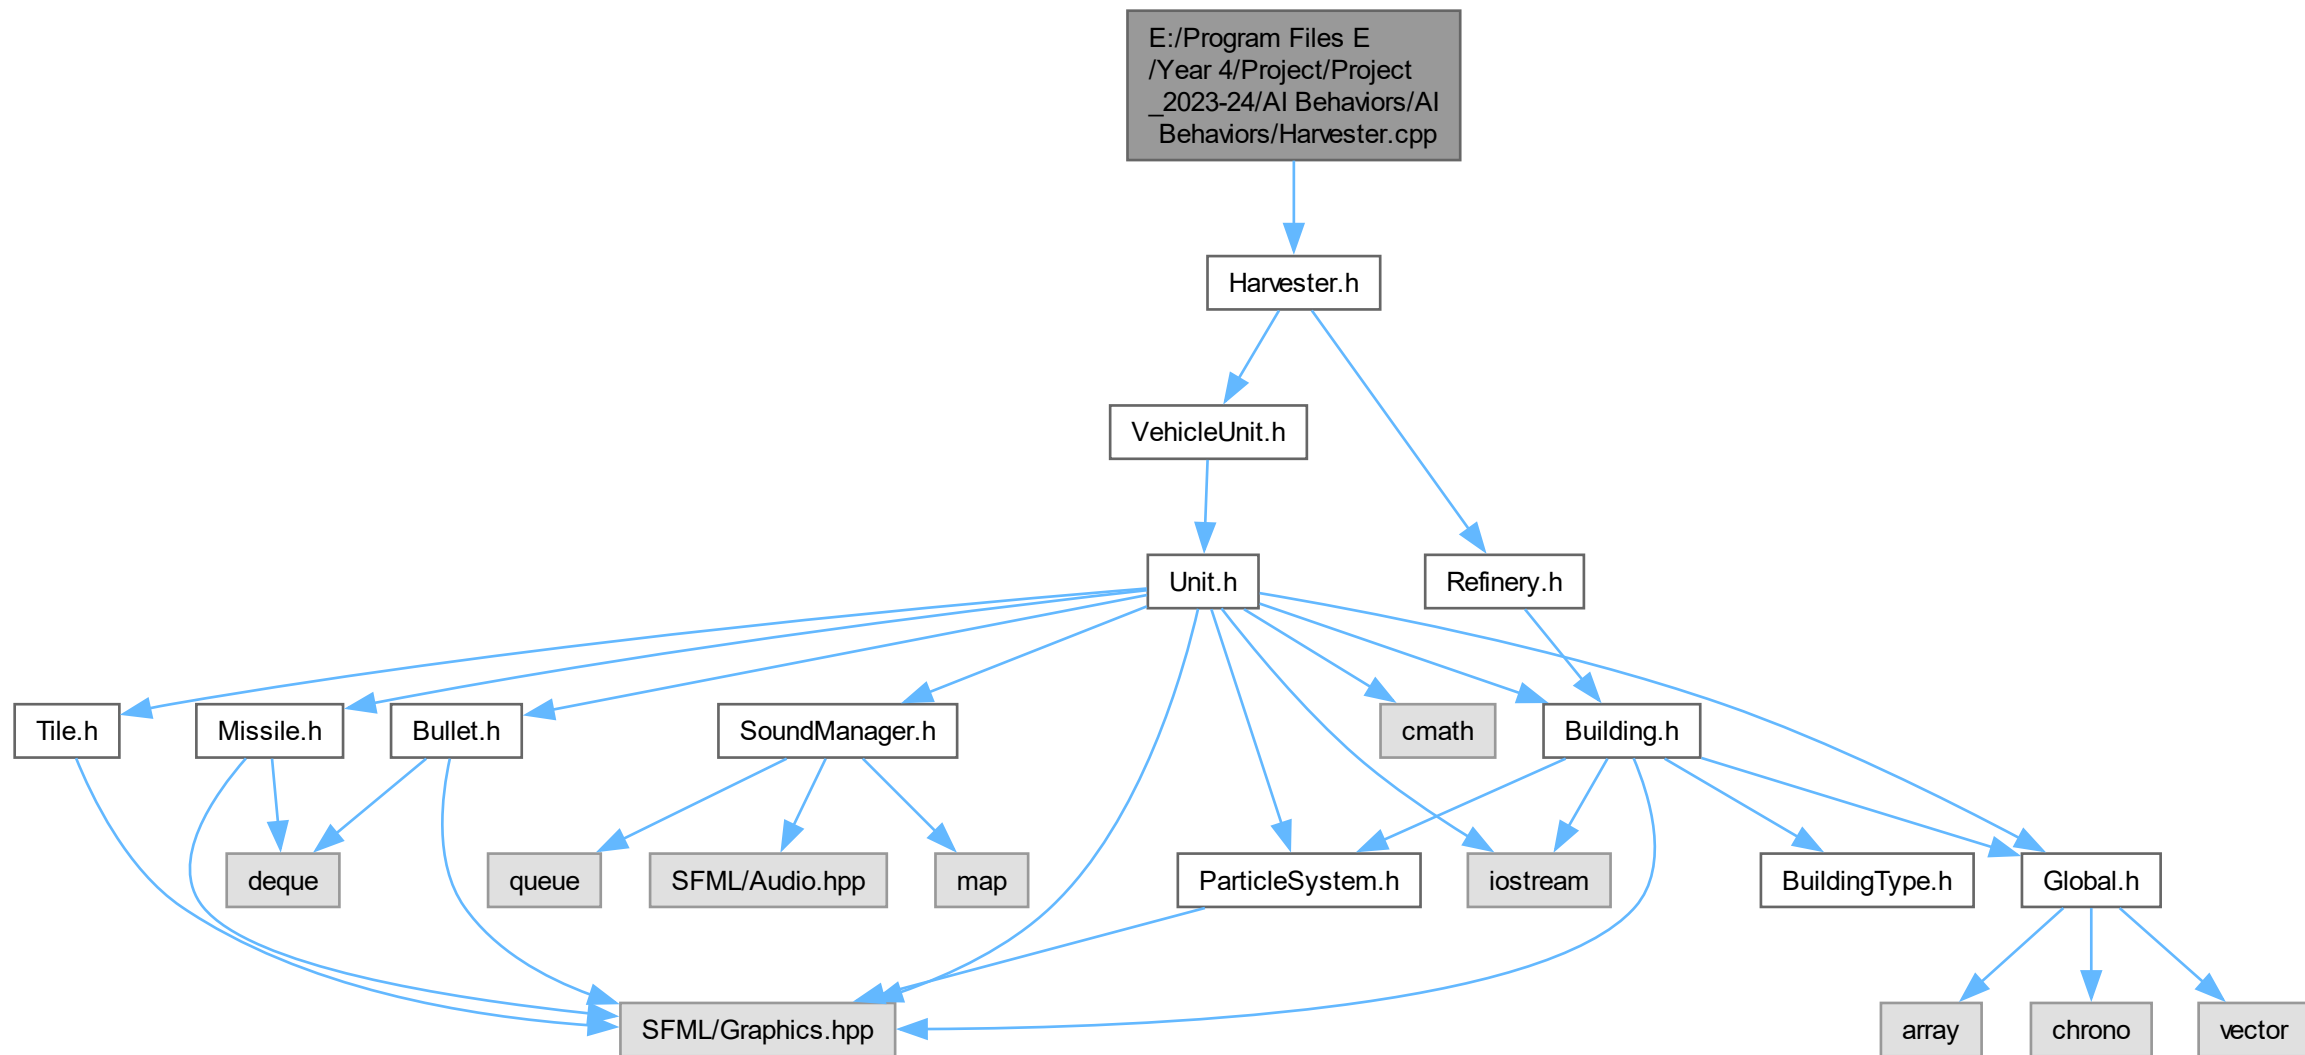 E:/Program Files E
/Year 4/Project/Project
_2023-24/AI Behaviors/AI
Behaviors/Harvester.cpp
Harvester.h
VehicleUnit.h
Unit.h
Refinery.h
Tile.h
Missile.h
Bullet.h
SoundManager.h
cmath
Building.h
deque
queue
SFML/Audio.hpp
map
ParticleSystem.h
iostream
BuildingType.h
Global.h
SFML/Graphics.hpp
array
chrono
vector